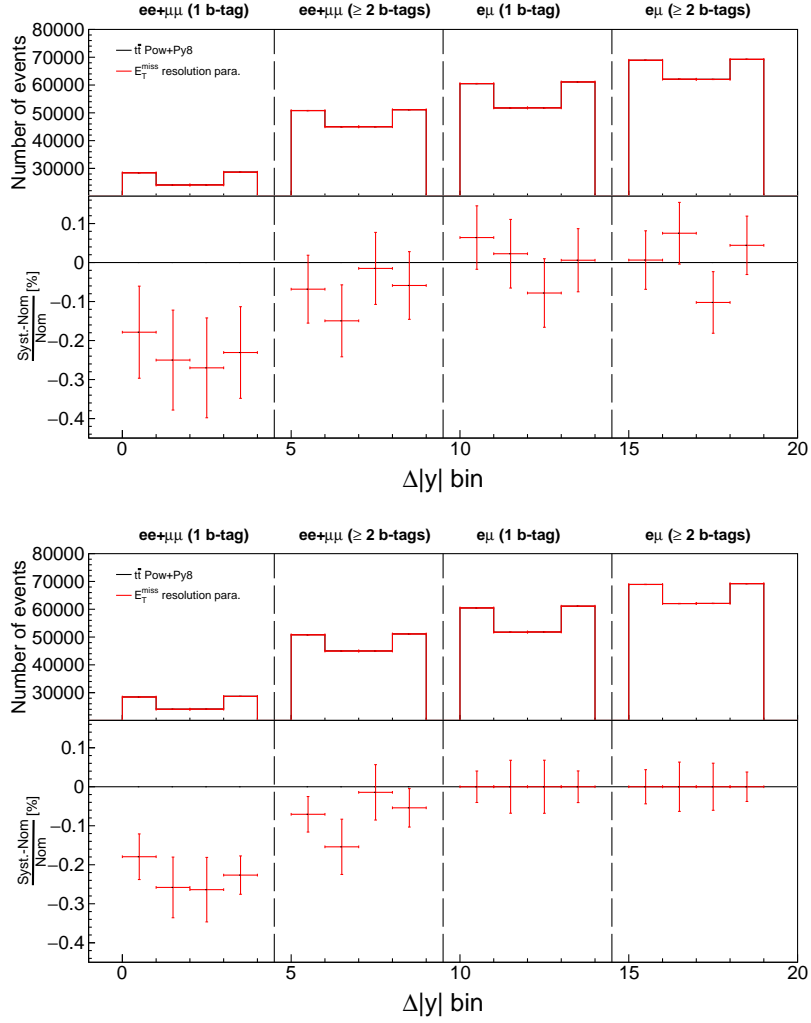 ee+μμ (1 b-tag) ee+μμ (≥ 2 b-tags) eμ (1 b-tag) eμ (≥ 2 b-tags)
80000
70000
60000
50000
40000
30000
Number of events
tt̄ Pow+Py8
E_T^miss resolution para.
0.1
0
−0.1
−0.2
−0.3
−0.4
Syst.-Nom
Nom
[%]
0 5 10 15 20
Δ|y| bin
ee+μμ (1 b-tag) ee+μμ (≥ 2 b-tags) eμ (1 b-tag) eμ (≥ 2 b-tags)
80000
70000
60000
50000
40000
30000
Number of events
tt̄ Pow+Py8
E_T^miss resolution para.
0.1
0
−0.1
−0.2
−0.3
−0.4
Syst.-Nom
Nom
[%]
0 5 10 15 20
Δ|y| bin